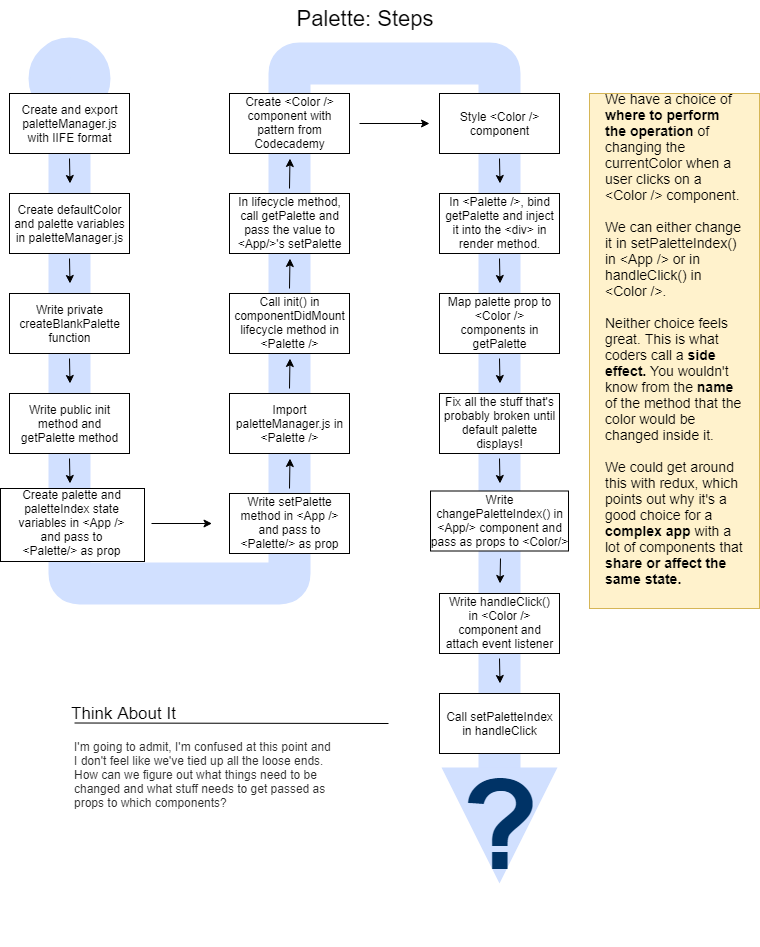 Palette: Steps
Create and export
paletteManager.js
with IIFE format
Create defaultColor
and palette variables
in paletteManager.js
Write private
createBlankPalette
function
Write public init
method and
getPalette method
Create palette and
paletteIndex state
variables in <App />
and pass to
<Palette/> as prop
Write setPalette
method in <App />
and pass to
<Palette/> as prop
Import
paletteManager.js in
<Palette />
Call init() in
componentDidMount
lifecycle method in
<Palette />
In lifecycle method,
call getPalette and
pass the value to
<App/>'s setPalette
Create <Color />
component with
pattern from
Codecademy
Style <Color />
component
In <Palette />, bind
getPalette and inject
it into the <div> in
render method.
Map palette prop to
<Color />
components in
getPalette
Fix all the stuff that's
probably broken until
default palette
displays!
Write
changePaletteIndex() in
<App/> component and
pass as props to <Color/>
Write handleClick()
in <Color />
component and
attach event listener
Call setPaletteIndex
in handleClick
?
We have a choice of
where to perform
the operation of
changing the
currentColor when a
user clicks on a
<Color /> component.
We can either change
it in setPaletteIndex()
in <App /> or in
handleClick() in
<Color />.
Neither choice feels
great. This is what
coders call a side
effect. You wouldn't
know from the name
of the method that the
color would be
changed inside it.
We could get around
this with redux, which
points out why it's a
good choice for a
complex app with a
lot of components that
share or affect the
same state.
Think About It
I'm going to admit, I'm confused at this point and
I don't feel like we've tied up all the loose ends.
How can we figure out what things need to be
changed and what stuff needs to get passed as
props to which components?